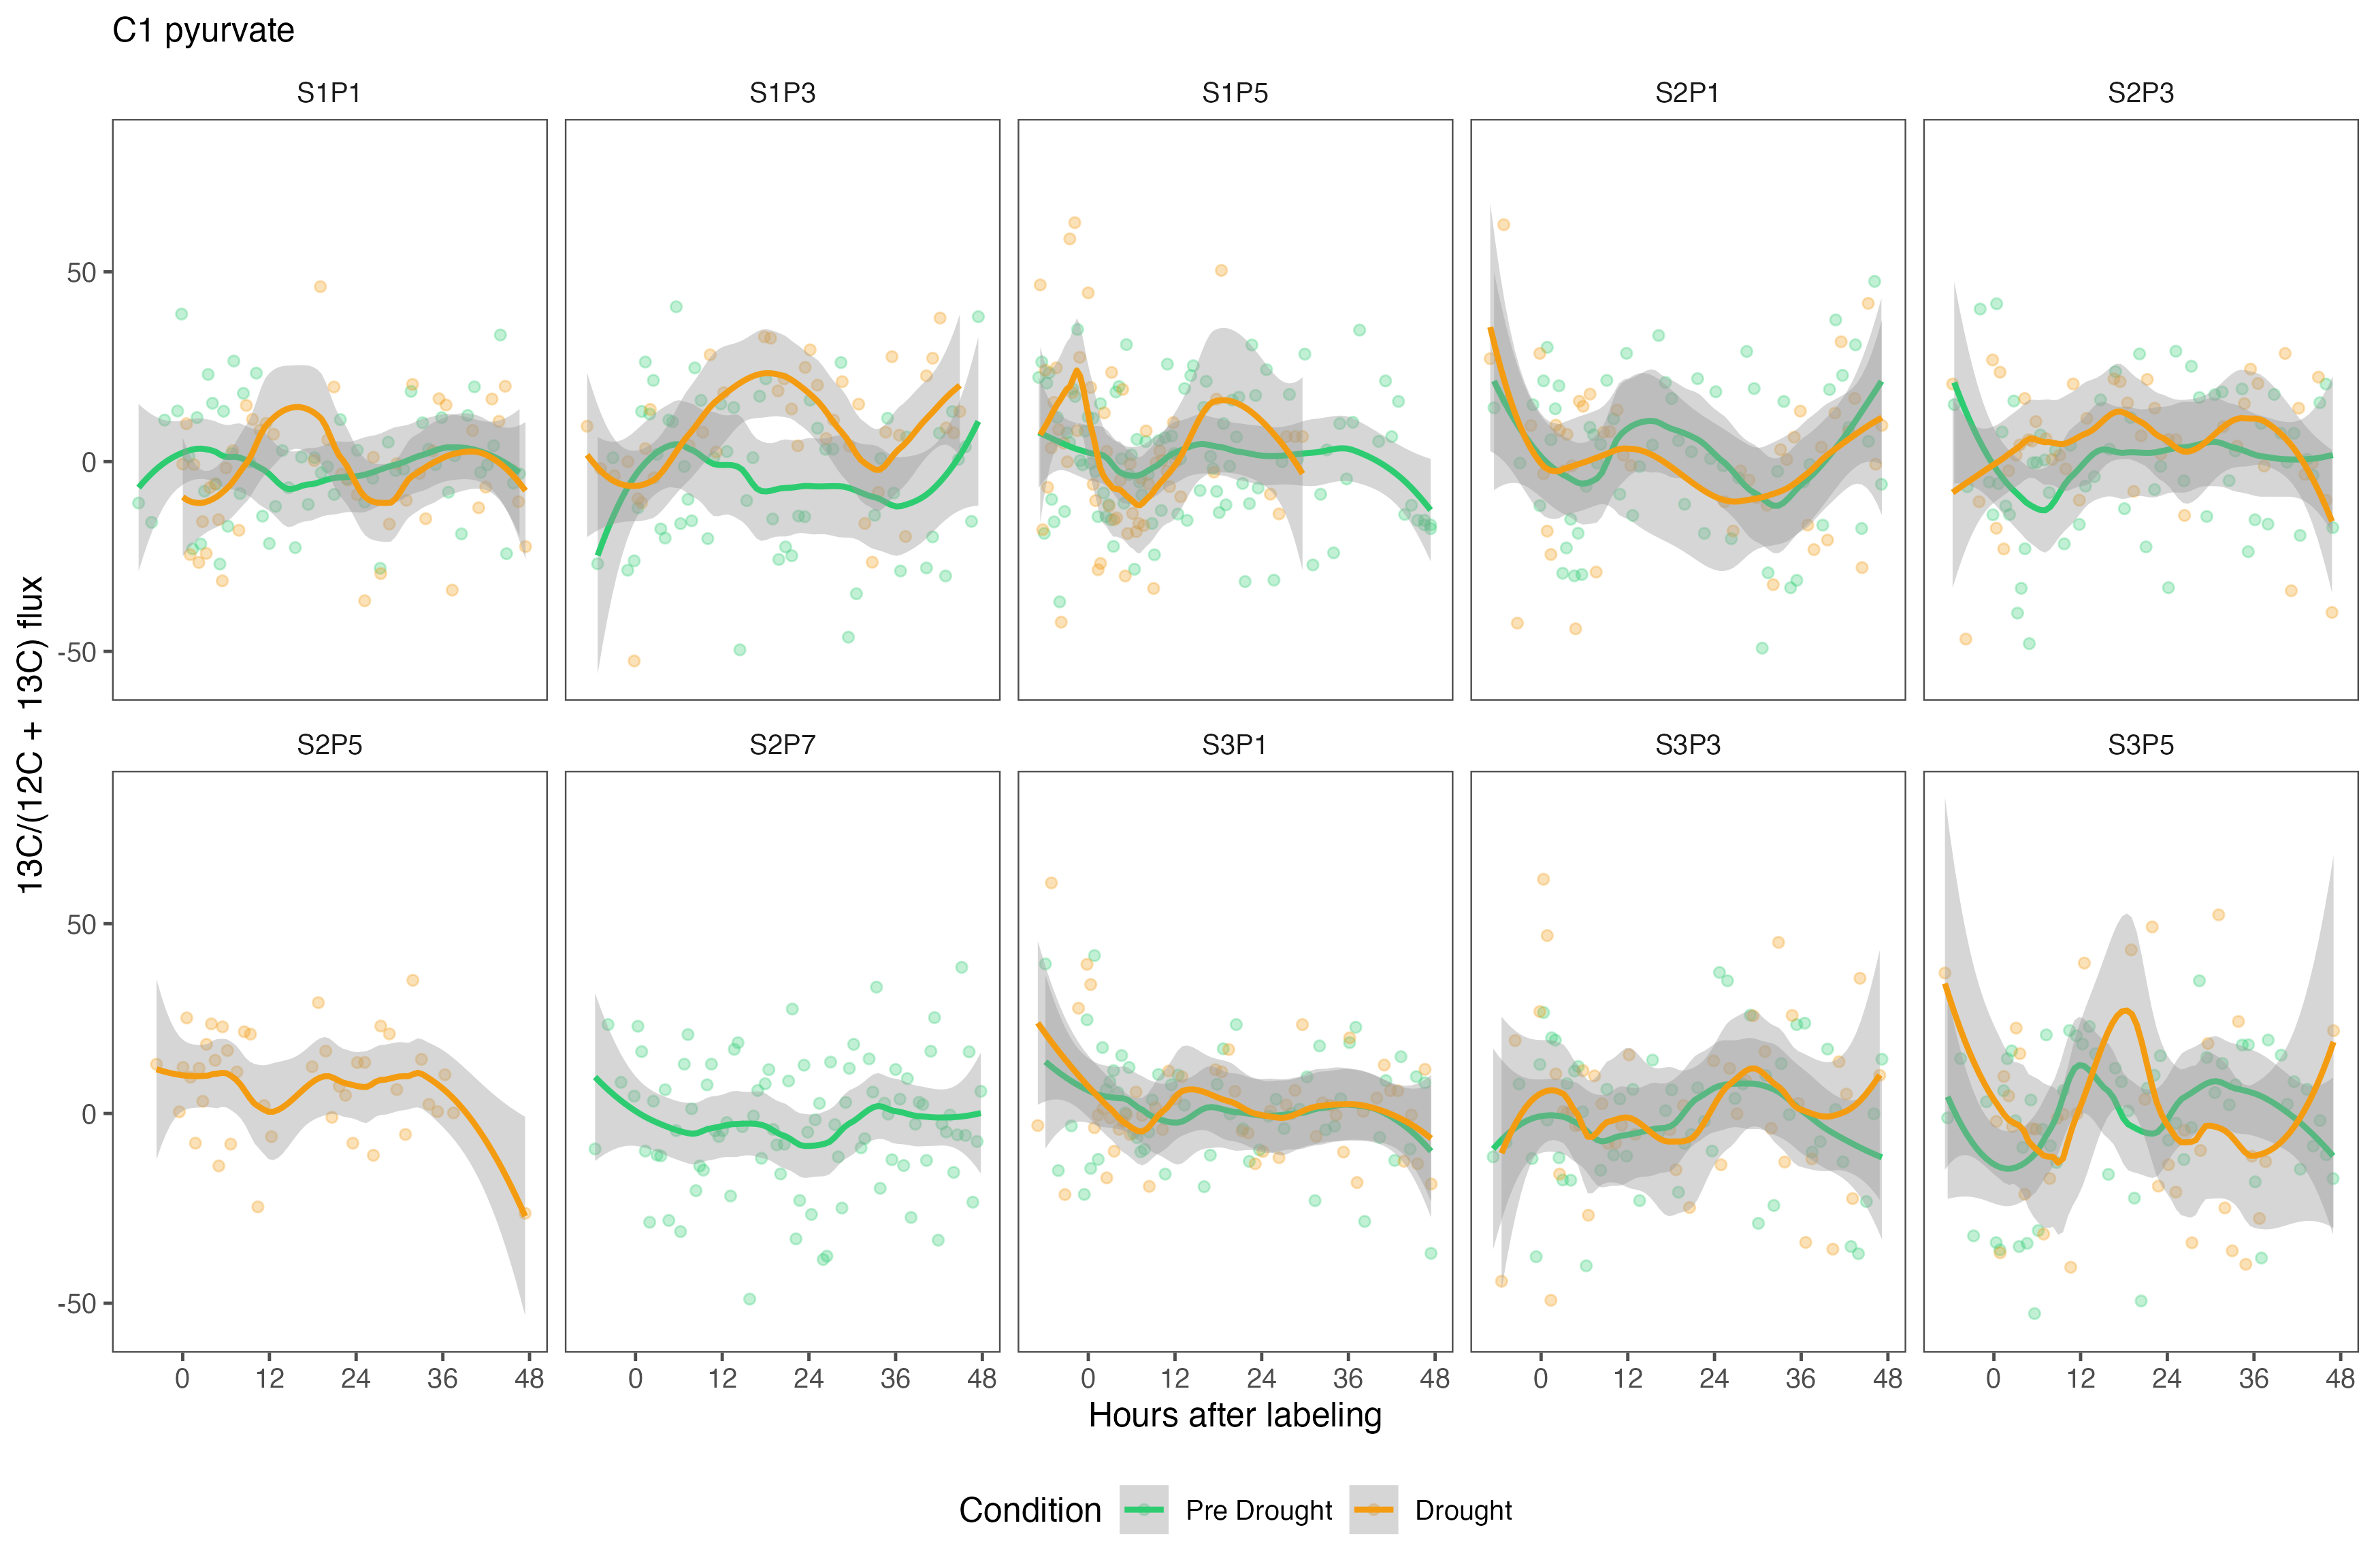 C1 pyurvate
S1P1 S1P3 S1P5 S2P1 S2P3
50
0
-50
13C/(12C + 13C) flux
S2P5 S2P7 S3P1 S3P3 S3P5
50
0
-50
0 12 24 36 48 0 12 24 36 48 0 12 24 36 48 0 12 24 36 48 0 12 24 36 48
Hours after labeling
Condition Pre Drought Drought